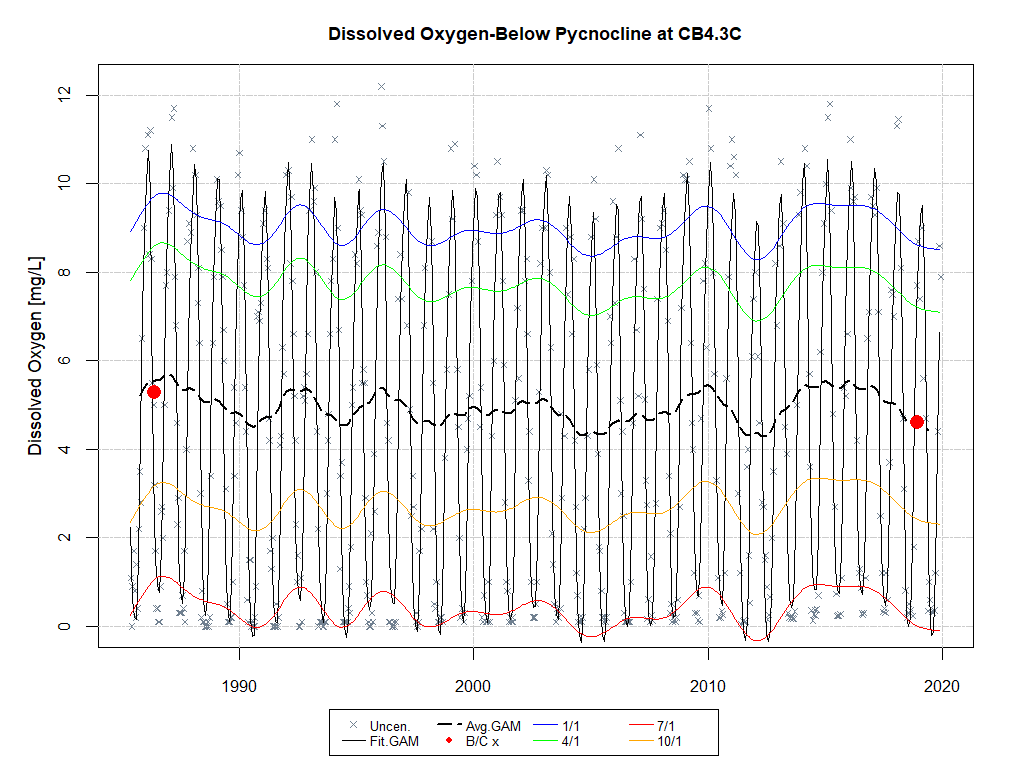 Dissolved Oxygen-Below Pycnocline at CB4.3C
Dissolved Oxygen [mg/L]
12
10
8
6
4
2
0
1990 2000 2010 2020
Uncen. Avg.GAM 1/1 7/1
Fit.GAM B/C x 4/1 10/1